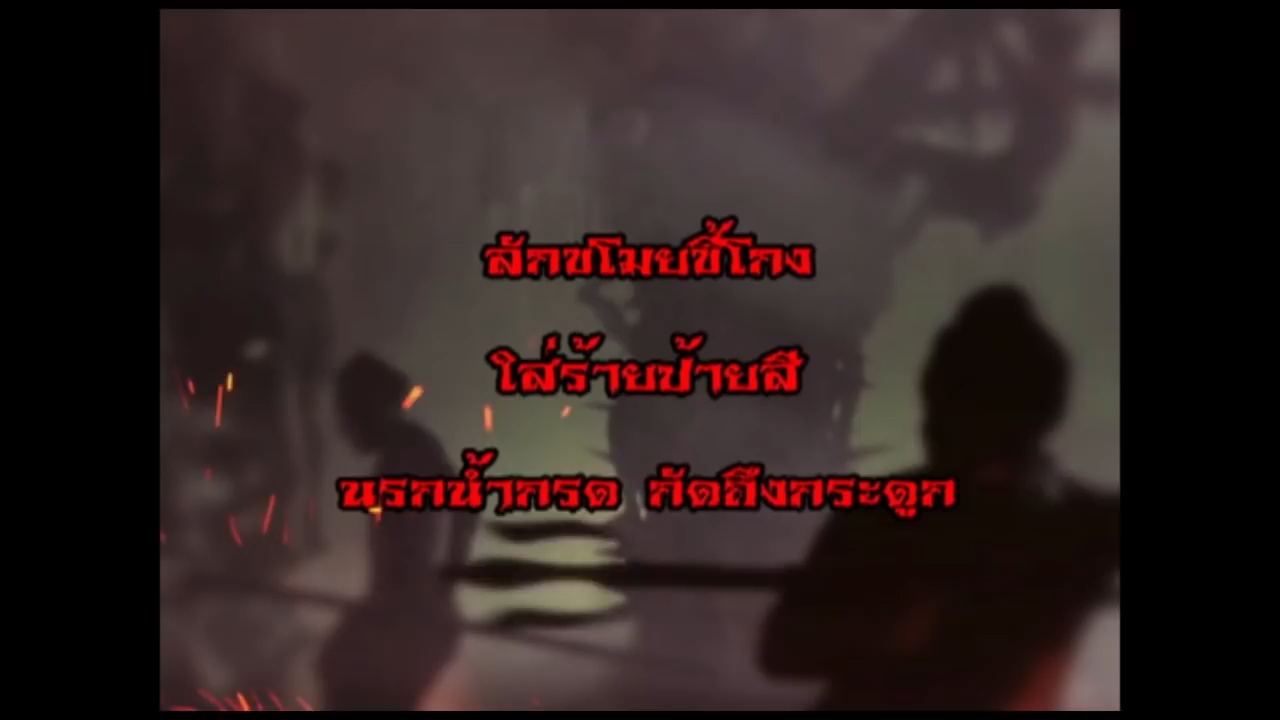 ลักขโมยขี้โกง
ใส่ร้ายป้ายสี
นรกน้ำกรด กัดถึงกระดูก